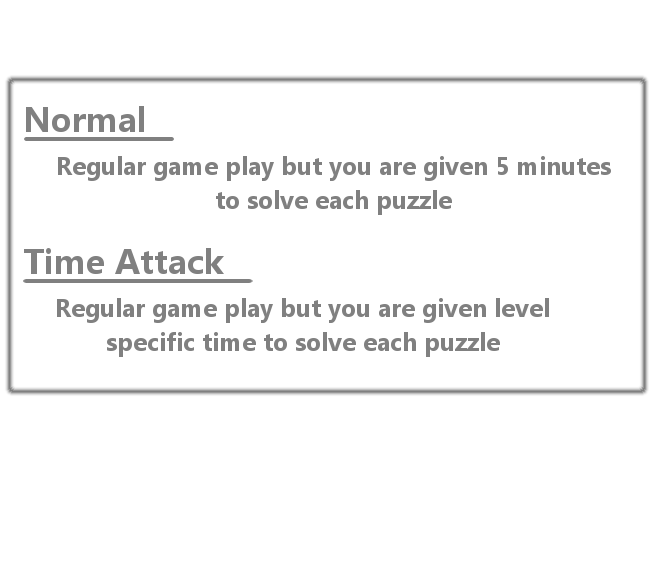 Normal
Regular game play but you are given 5 minutes
to solve each puzzle
Time Attack
Regular game play but you are given level
specific time to solve each puzzle